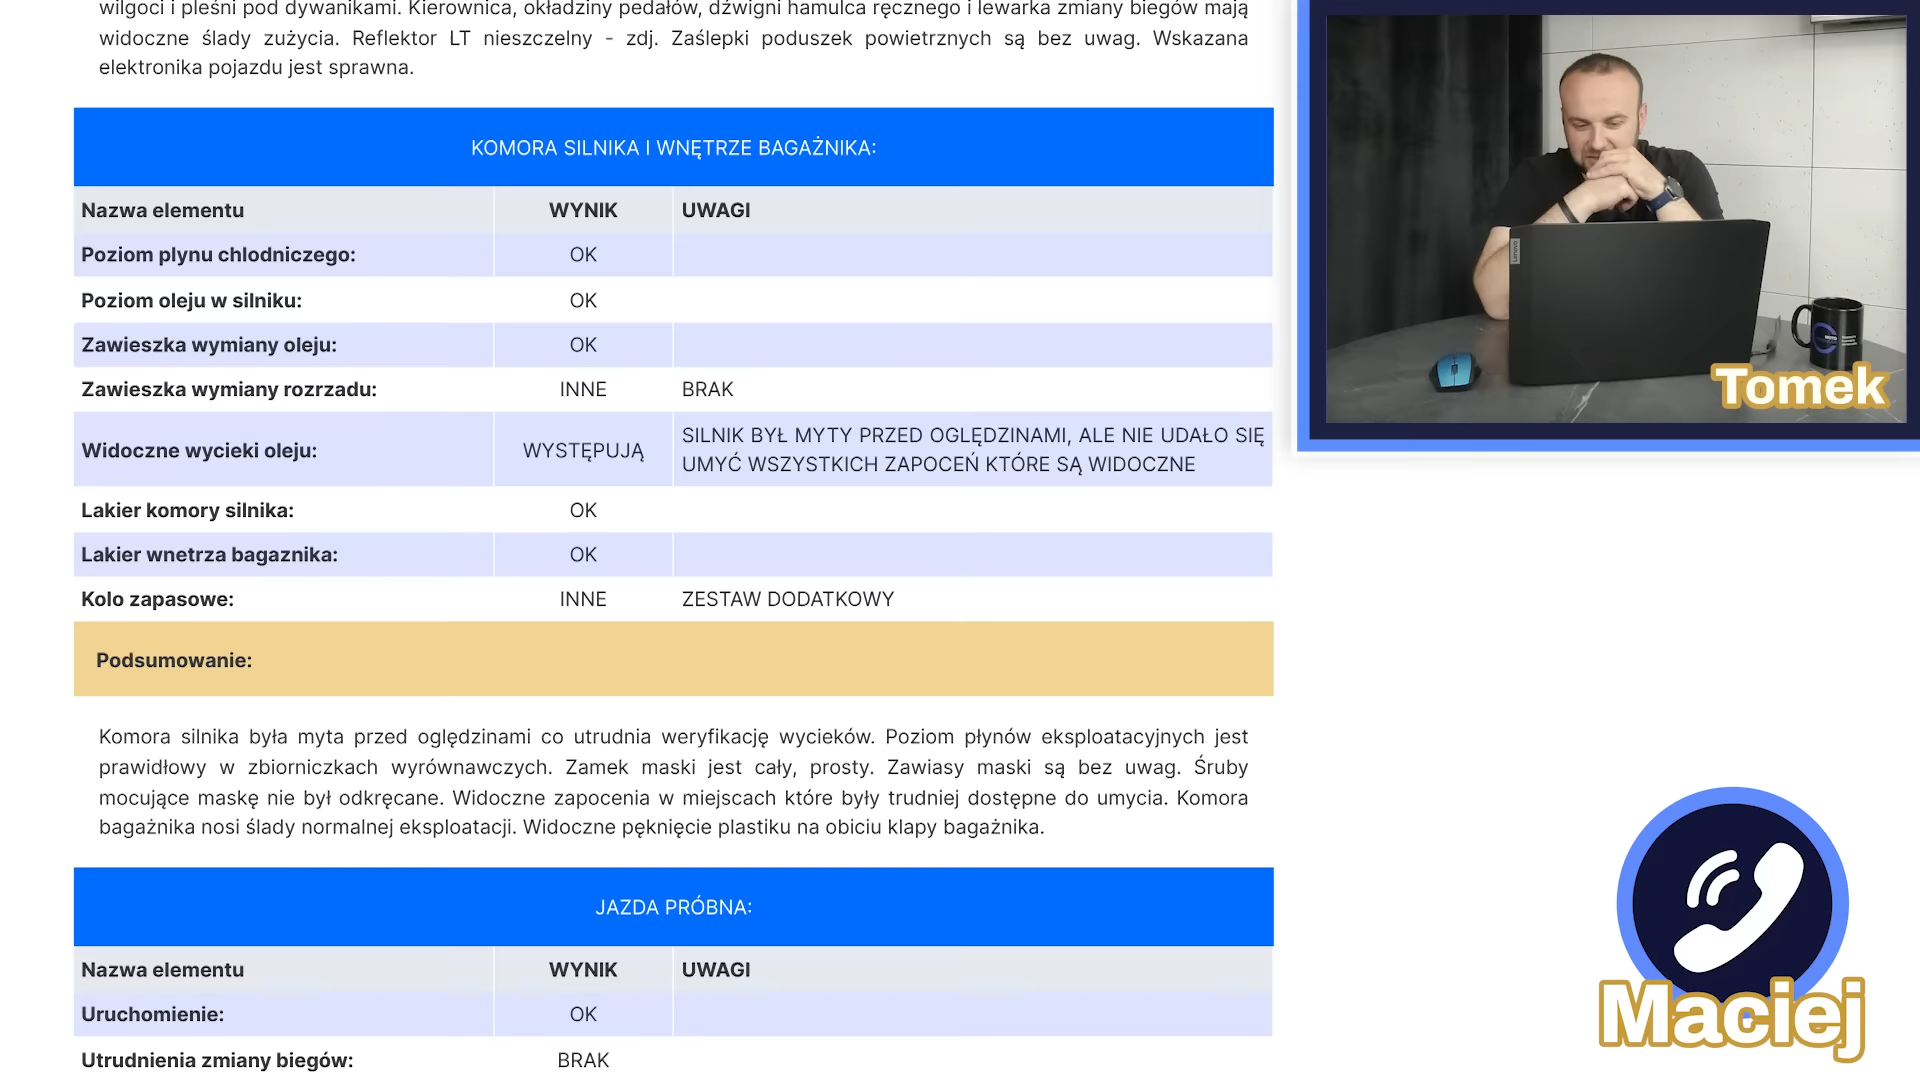 wilgoci i pleśni pod dywanikami. Kierownica, okładziny pedałów, dźwigni hamulca ręcznego i lewarka zmiany biegów mają
widoczne ślady zużycia. Reflektor LT nieszczelny - zdj. Zaślepki poduszek powietrznych są bez uwag. Wskazana
elektronika pojazdu jest sprawna.
KOMORA SILNIKA I WNĘTRZE BAGAŻNIKA:
Nazwa elementu WYNIK UWAGI
Poziom plynu chlodniczego: OK
Poziom oleju w silniku: OK
Zawieszka wymiany oleju: OK
Zawieszka wymiany rozrzadu: INNE BRAK
Widoczne wycieki oleju: WYSTĘPUJĄ SILNIK BYŁ MYTY PRZED OGLĘDZINAMI, ALE NIE UDAŁO SIĘ
UMYĆ WSZYSTKICH ZAPOCEŃ KTÓRE SĄ WIDOCZNE
Lakier komory silnika: OK
Lakier wnetrza bagaznika: OK
Kolo zapasowe: INNE ZESTAW DODATKOWY
Podsumowanie:
Komora silnika była myta przed oględzinami co utrudnia weryfikację wycieków. Poziom płynów eksploatacyjnych jest
prawidłowy w zbiorniczkach wyrównawczych. Zamek maski jest cały, prosty. Zawiasy maski są bez uwag. Śruby
mocujące maskę nie był odkręcane. Widoczne zapocenia w miejscach które były trudniej dostępne do umycia. Komora
bagażnika nosi ślady normalnej eksploatacji. Widoczne pęknięcie plastiku na obiciu klapy bagażnika.
JAZDA PRÓBNA:
Nazwa elementu WYNIK UWAGI
Uruchomienie: OK
Utrudnienia zmiany biegów: BRAK
Lenovo
Tomek
Maciej